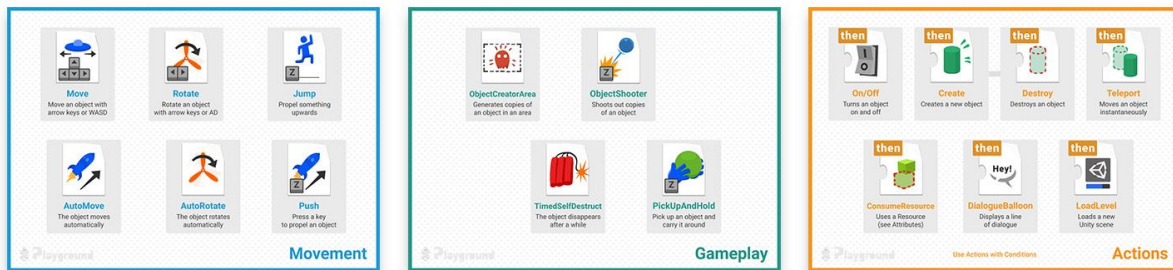 Move
Move an object with
arrow keys or WASD
Rotate
Rotate an object
with arrow keys or AD
Z
Jump
Propel something
upwards
AutoMove
The object moves
automatically
AutoRotate
The object rotates
automatically
Z
Push
Press a key
to propel an object
Playground
Movement
ObjectCreatorArea
Generates copies of
an object in an area
Z
ObjectShooter
Shoots out copies
of an object
TimedSelfDestruct
The object disappears
after a while
Z
PickUpAndHold
Pick up an object and
carry it around
Playground
Gameplay
then
On/Off
Turns an object
on and off
then
Create
Creates a new object
then
Destroy
Destroys an object
then
Teleport
Moves an object
instantaneously
then
ConsumeResource
Uses a Resource
(see Attributes)
then
Hey!
DialogueBalloon
Displays a line
of dialogue
then
LoadLevel
Loads a new
Unity scene
Playground
Use Actions with Conditions
Actions